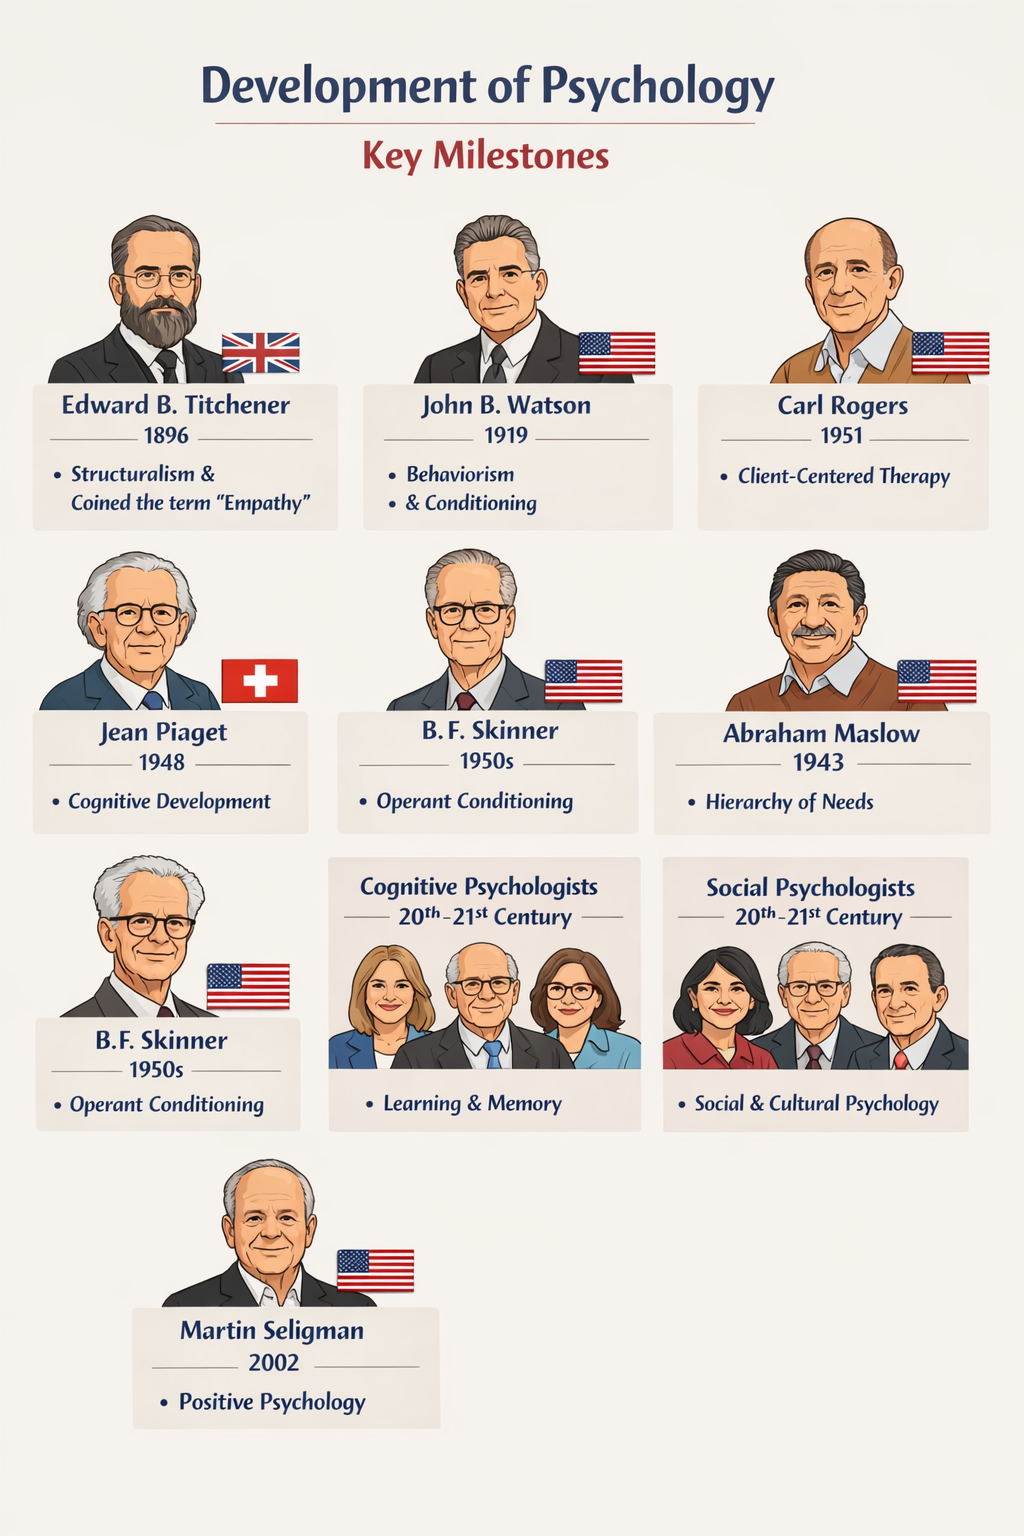 Development of Psychology
Key Milestones
Edward B. Titchener
1896
• Structuralism &
Coined the term “Empathy”
John B. Watson
1919
• Behaviorism
• & Conditioning
Carl Rogers
1951
• Client-Centered Therapy
Jean Piaget
1948
• Cognitive Development
B.F. Skinner
1950s
• Operant Conditioning
Abraham Maslow
1943
• Hierarchy of Needs
B.F. Skinner
1950s
• Operant Conditioning
Cognitive Psychologists
20th-21st Century
• Learning & Memory
Social Psychologists
20th-21st Century
• Social & Cultural Psychology
Martin Seligman
2002
• Positive Psychology